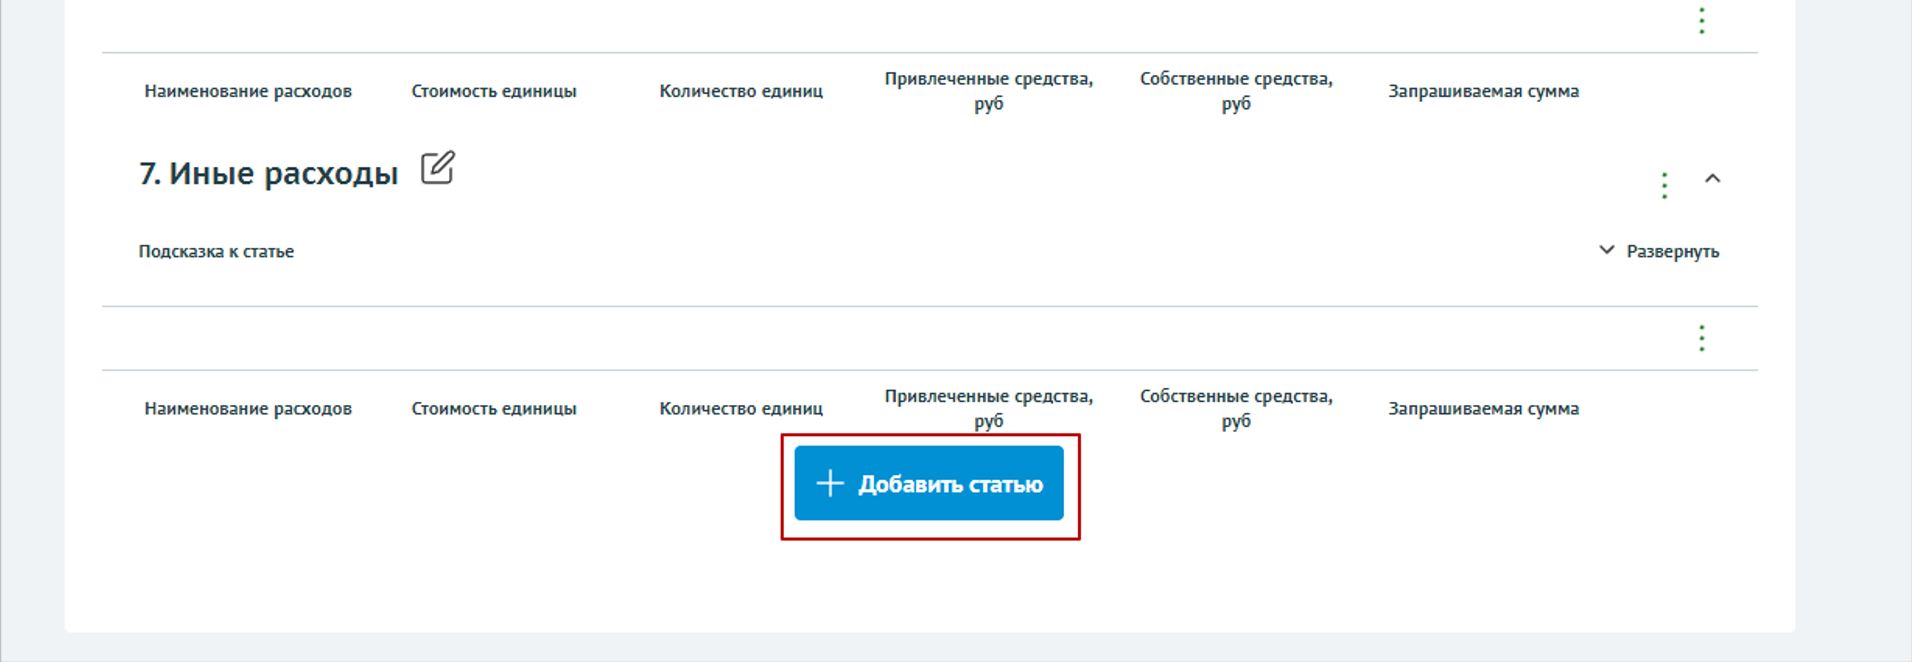 Наименование расходов Стоимость единицы Количество единиц Привлеченные средства, руб Собственные средства, руб Запрашиваемая сумма
7. Иные расходы
Подсказка к статье Развернуть
Наименование расходов Стоимость единицы Количество единиц Привлеченные средства, руб Собственные средства, руб Запрашиваемая сумма
Добавить статью